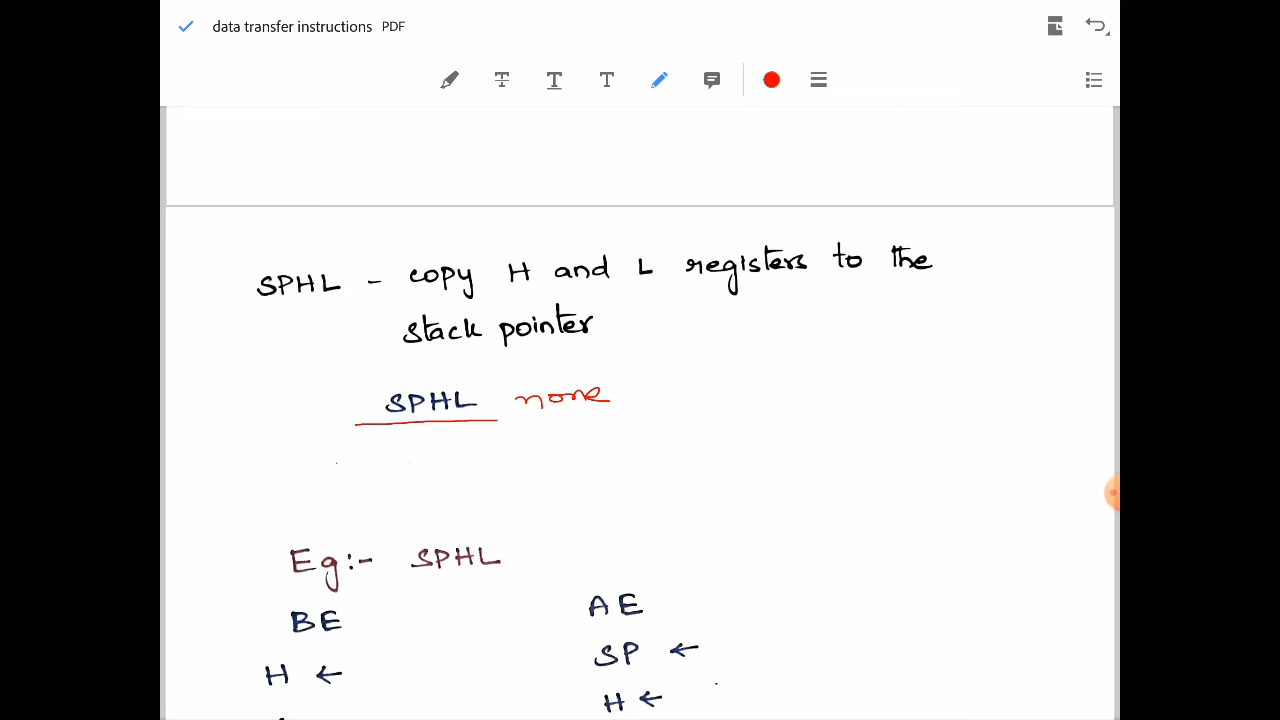 data transfer instructions PDF
SPHL - copy H and L registers to the
stack pointer
SPHL none
Eg:- SPHL
BE
AE
SP ←
H ←
H ←